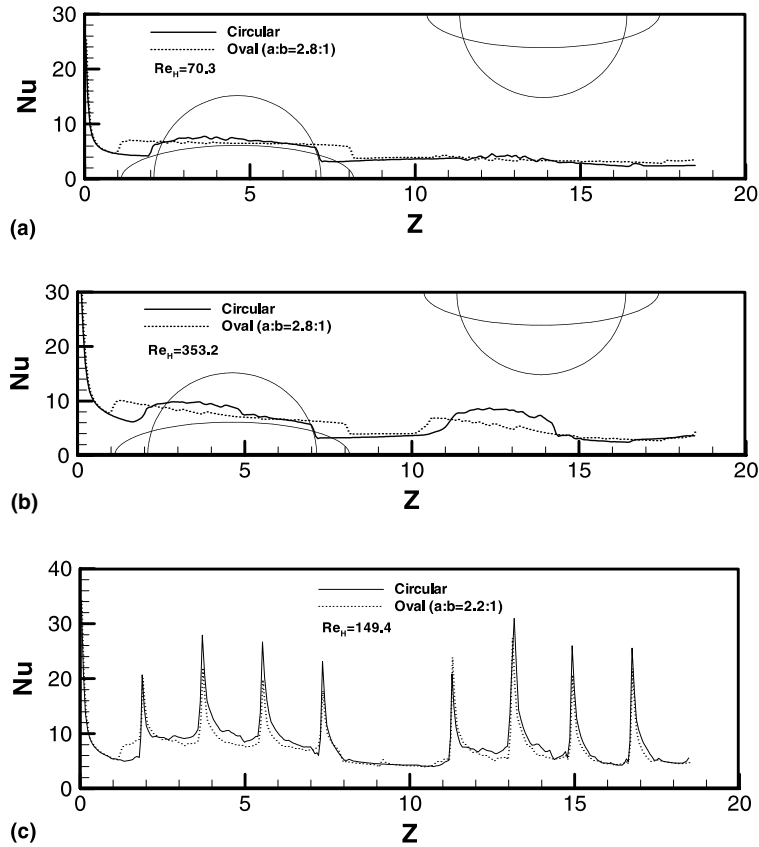 30
20
10
0
Nu
Circular
Oval (a:b=2.8:1)
Re_H=70.3
0 5 10 15 20
Z
(a)
30
20
10
0
Nu
Circular
Oval (a:b=2.8:1)
Re_H=353.2
0 5 10 15 20
Z
(b)
40
30
20
10
0
Nu
Circular
Oval (a:b=2.2:1)
Re_H=149.4
0 5 10 15 20
Z
(c)